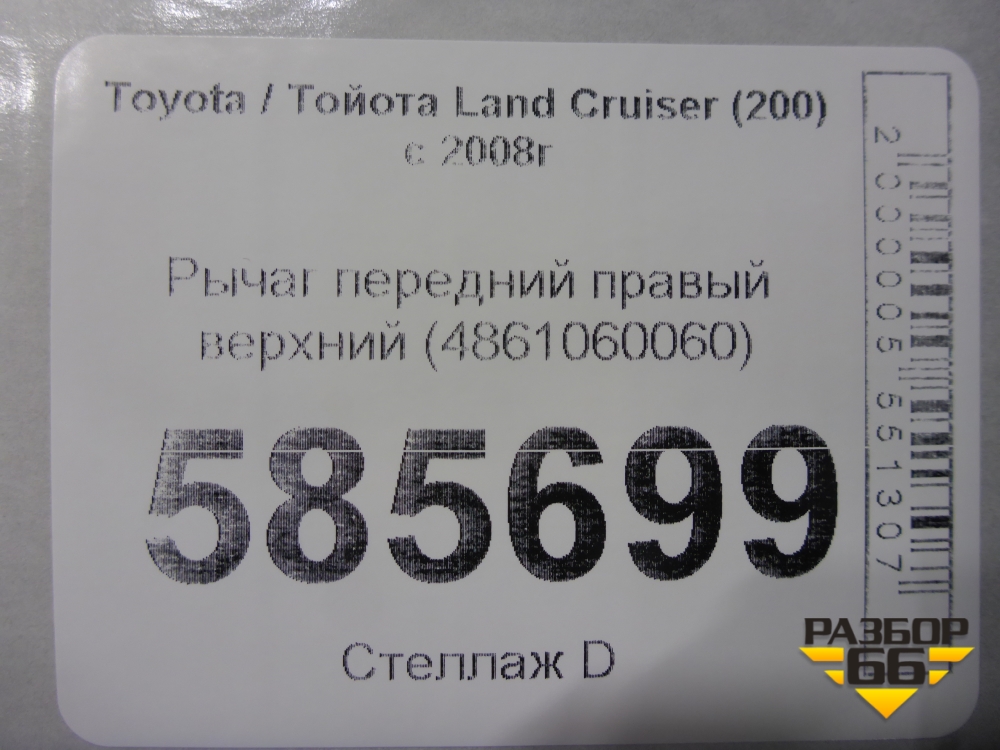 Toyota / Тойота Land Cruiser (200)
с 2008г
Рычаг передний правый
верхний (4861060060)
585699
Стеллаж D
2000005551307
РАЗБОР
66